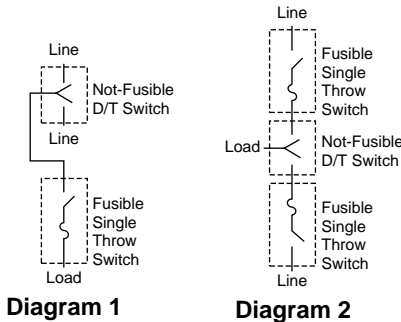 Line
Not-Fusible
D/T Switch
Line
Fusible
Single
Throw
Switch
Load
Diagram 1
Line
Fusible
Single
Throw
Switch
Load
Not-Fusible
D/T Switch
Fusible
Single
Throw
Switch
Line
Diagram 2